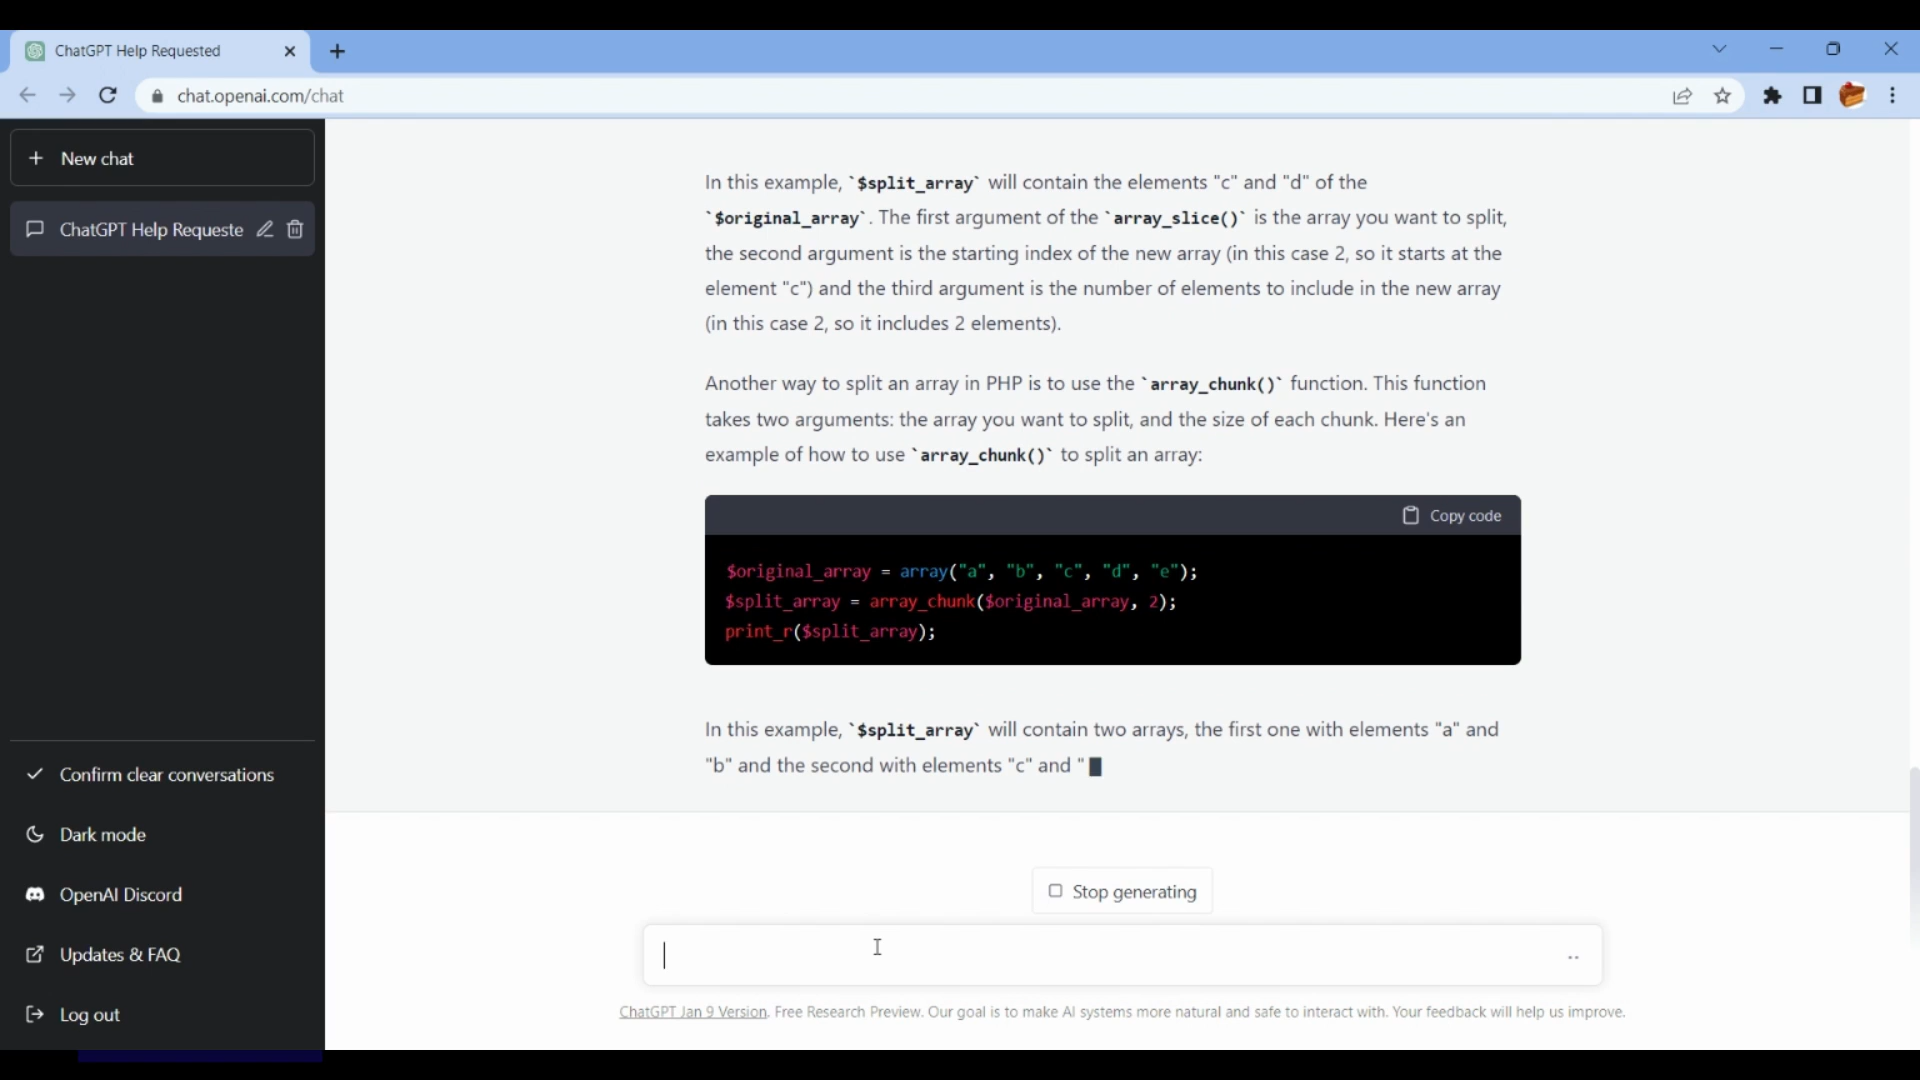 ChatGPT Help Requested
chat.openai.com/chat
New chat
ChatGPT Help Requeste
Confirm clear conversations
Dark mode
OpenAI Discord
Updates & FAQ
Log out
In this example, `$split_array` will contain the elements "c" and "d" of the
`$original_array`. The first argument of the `array_slice()` is the array you want to split,
the second argument is the starting index of the new array (in this case 2, so it starts at the
element "c") and the third argument is the number of elements to include in the new array
(in this case 2, so it includes 2 elements).
Another way to split an array in PHP is to use the `array_chunk()` function. This function
takes two arguments: the array you want to split, and the size of each chunk. Here's an
example of how to use `array_chunk()` to split an array:
Copy code
$original_array = array("a", "b", "c", "d", "e");
$split_array = array_chunk($original_array, 2);
print_r($split_array);
In this example, `$split_array` will contain two arrays, the first one with elements "a" and
"b" and the second with elements "c" and "
Stop generating
ChatGPT Jan 9 Version. Free Research Preview. Our goal is to make AI systems more natural and safe to interact with. Your feedback will help us improve.